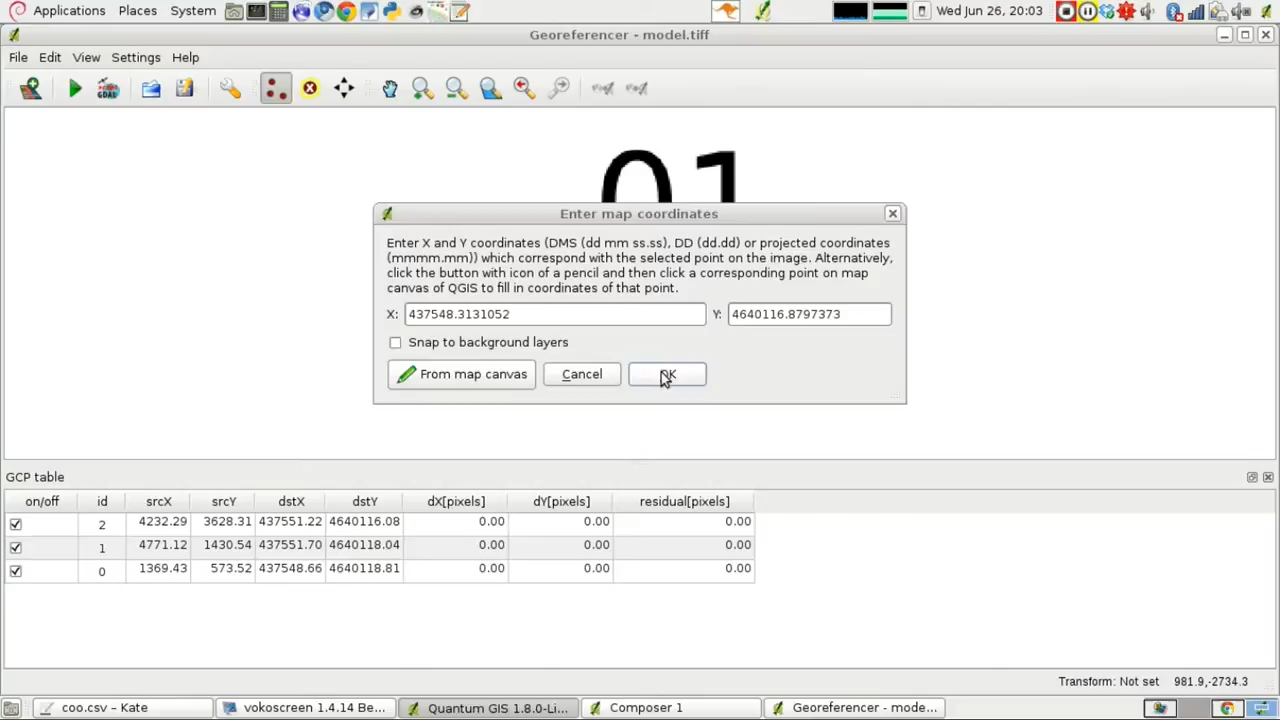 Applications Places System Wed Jun 26, 20:03
Georeferencer - model.tiff
File Edit View Settings Help
GDAL
01
Enter map coordinates
Enter X and Y coordinates (DMS (dd mm ss.ss), DD (dd.dd) or projected coordinates
(mmmm.mm)) which correspond with the selected point on the image. Alternatively,
click the button with icon of a pencil and then click a corresponding point on map
canvas of QGIS to fill in coordinates of that point.
X: 437548.3131052 Y: 4640116.8797373
Snap to background layers
From map canvas Cancel OK
GCP table
on/off id srcX srcY dstX dstY dX[pixels] dY[pixels] residual[pixels]
2 4232.29 3628.31 437551.22 4640116.08 0.00 0.00 0.00
1 4771.12 1430.54 437551.70 4640118.04 0.00 0.00 0.00
0 1369.43 573.52 437548.66 4640118.81 0.00 0.00 0.00
Transform: Not set 981.9,-2734.3
coo.csv – Kate vokoscreen 1.4.14 Be... Quantum GIS 1.8.0-Li... Composer 1 Georeferencer - mode...